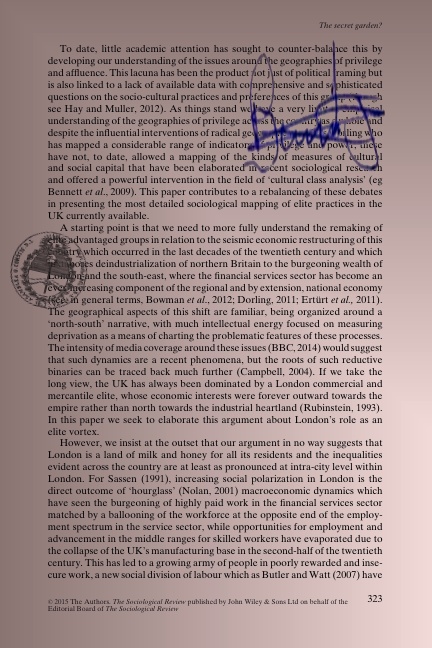 The secret garden?
To date, little academic attention has sought to counter-balance this by
developing our understanding of the issues around the geographies of privilege
and affluence. This lacuna has been the product not just of political framing but
is also linked to a lack of available data with comprehensive and sophisticated
questions on the socio-cultural practices and preferences of this
see Hay and Muller, 2012). As things stand we have a very
understanding of the geographies of privilege across the
despite the influential interventions of radical who
has mapped a considerable range of indicators and power, these
have not, to date, allowed a mapping of the kinds of measures of cultural
and social capital that have been elaborated in recent sociological research
and offered a powerful intervention in the field of ‘cultural class analysis’ (eg
Bennett et al., 2009). This paper contributes to a rebalancing of these debates
in presenting the most detailed sociological mapping of elite practices in the
UK currently available.
A starting point is that we need to more fully understand the remaking of
elite advantaged groups in relation to the seismic economic restructuring of this
country which occurred in the last decades of the twentieth century and which
deindustrialization of northern Britain to the burgeoning wealth of
London and the south-east, where the financial services sector has become an
ever increasing component of the regional and by extension, national economy
(see, in general terms, Bowman et al., 2012; Dorling, 2011; Ertürt et al., 2011).
The geographical aspects of this shift are familiar, being organized around a
‘north-south’ narrative, with much intellectual energy focused on measuring
deprivation as a means of charting the problematic features of these processes.
The intensity of media coverage around these issues (BBC, 2014) would suggest
that such dynamics are a recent phenomena, but the roots of such reductive
binaries can be traced back much further (Campbell, 2004). If we take the
long view, the UK has always been dominated by a London commercial and
mercantile elite, whose economic interests were forever outward towards the
empire rather than north towards the industrial heartland (Rubinstein, 1993).
In this paper we seek to elaborate this argument about London’s role as an
elite vortex.
However, we insist at the outset that our argument in no way suggests that
London is a land of milk and honey for all its residents and the inequalities
evident across the country are at least as pronounced at intra-city level within
London. For Sassen (1991), increasing social polarization in London is the
direct outcome of ‘hourglass’ (Nolan, 2001) macroeconomic dynamics which
have seen the burgeoning of highly paid work in the financial services sector
matched by a ballooning of the workforce at the opposite end of the employ-
ment spectrum in the service sector, while opportunities for employment and
advancement in the middle ranges for skilled workers have evaporated due to
the collapse of the UK’s manufacturing base in the second-half of the twentieth
century. This has led to a growing army of people in poorly rewarded and inse-
cure work, a new social division of labour which as Butler and Watt (2007) have
© 2015 The Authors. The Sociological Review published by John Wiley & Sons Ltd on behalf of the
Editorial Board of The Sociological Review
323